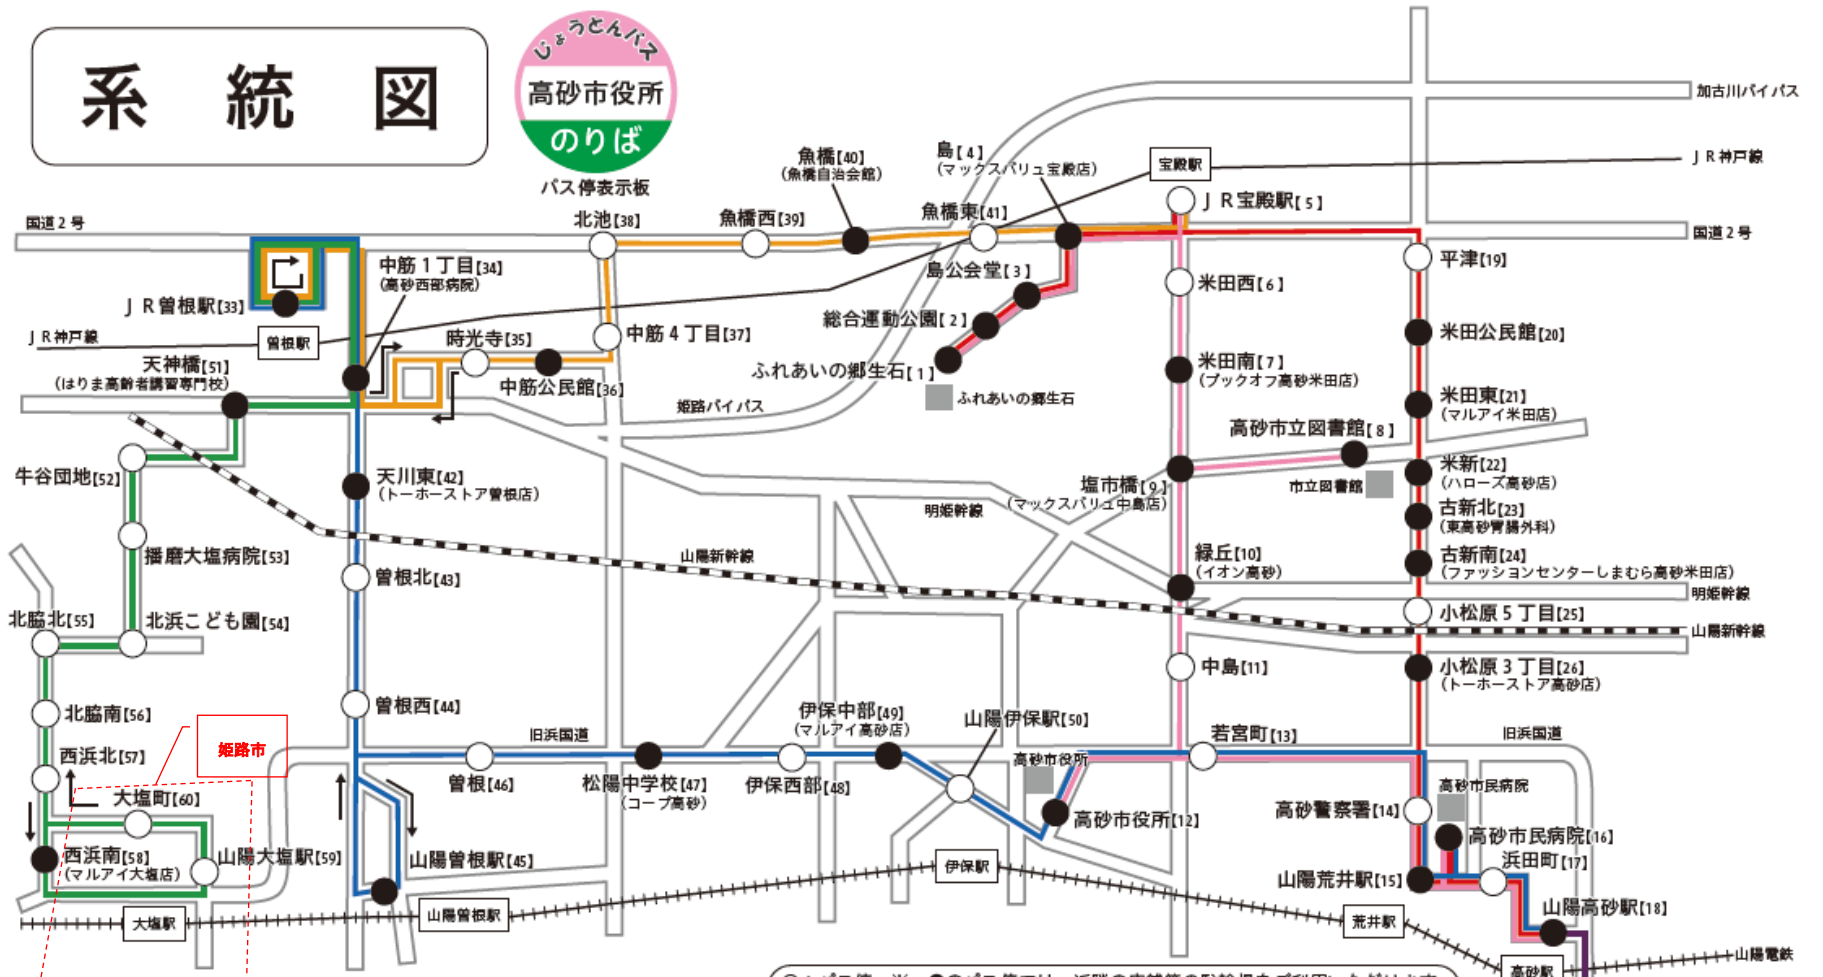 系統図
じょうとんバス
高砂市役所
のりば
バス停表示板
加古川バイパス
JR神戸線
宝殿駅
島[4]
(マックスバリュ宝殿店)
魚橋[40]
(魚橋自治会館)
JR宝殿駅[5]
国道2号
北池[38]
魚橋西[39]
魚橋東[41]
国道2号
平津[19]
中筋1丁目[34]
(高砂西部病院)
島公会堂[3]
米田西[6]
JR曽根駅[33]
総合運動公園[2]
米田公民館[20]
JR神戸線
曽根駅
時光寺[35]
中筋4丁目[37]
天神橋[51]
(はりま高齢者講習専門校)
中筋公民館[36]
ふれあいの郷生石[1]
ふれあいの郷生石
米田南[7]
(ブックオフ高砂米田店)
米田東[21]
(マルアイ米田店)
姫路バイパス
高砂市立図書館[8]
市立図書館
牛谷団地[52]
天川東[42]
(トーホーストア曽根店)
塩市橋[9]
(マックスバリュ中島店)
米新[22]
(ハローズ高砂店)
明姫幹線
古新北[23]
(東高砂胃腸外科)
播磨大塩病院[53]
山陽新幹線
緑丘[10]
(イオン高砂)
古新南[24]
(ファッションセンターしまむら高砂米田店)
曽根北[43]
明姫幹線
小松原5丁目[25]
北脇北[55]
北浜こども園[54]
山陽新幹線
中島[11]
小松原3丁目[26]
(トーホーストア高砂店)
北脇南[56]
曽根西[44]
伊保中部[49]
(マルアイ高砂店)
山陽伊保駅[50]
姫路市
旧浜国道
若宮町[13]
旧浜国道
西浜北[57]
高砂市役所
曽根[46]
松陽中学校[47]
(コープ高砂)
伊保西部[48]
高砂市民病院
大塩町[60]
高砂市役所[12]
高砂警察署[14]
高砂市民病院[16]
西浜南[58]
(マルアイ大塩店)
山陽大塩駅[59]
山陽曽根駅[45]
伊保駅
浜田町[17]
山陽荒井駅[15]
山陽高砂駅[18]
大塩駅
山陽曽根駅
荒井駅
山陽電鉄
高砂駅